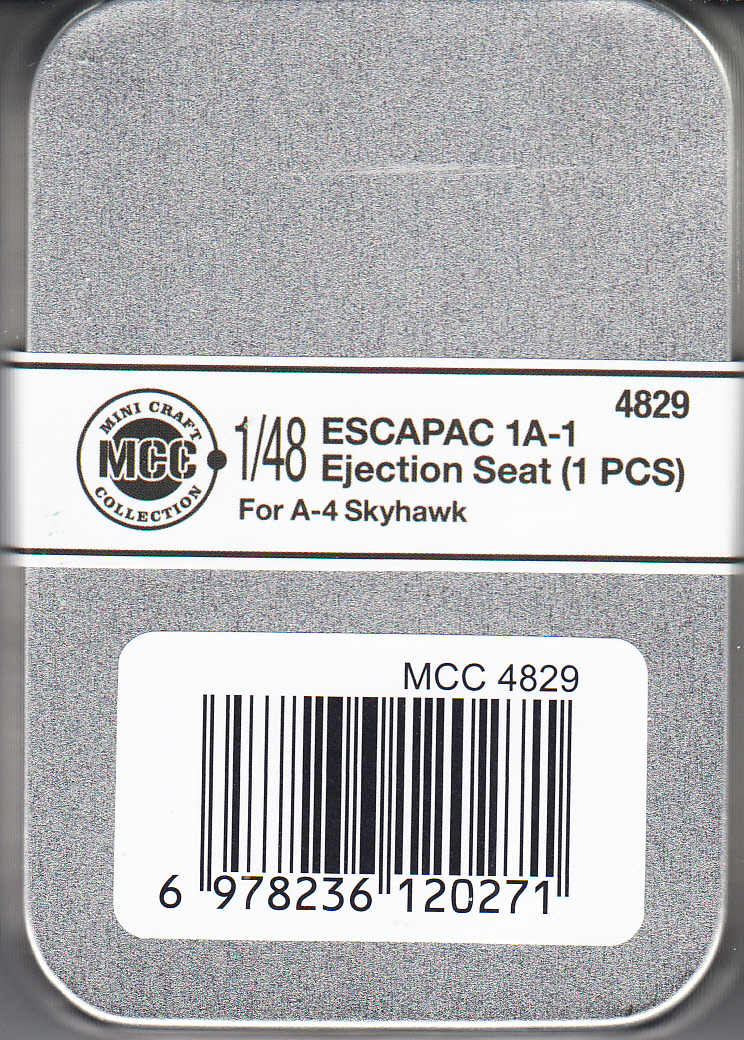 4829
MINI CRAFT
MCC
COLLECTION
1/48
ESCAPAC 1A-1
Ejection Seat (1 PCS)
For A-4 Skyhawk
MCC 4829
6 978236 120271